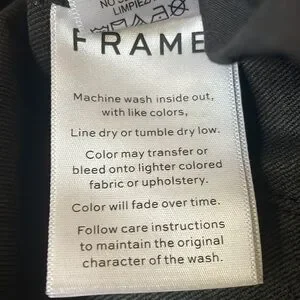 NO
LIMPIEZ
FRAME
Machine wash inside out,
with like colors,
Line dry or tumble dry low.
Color may transfer or
bleed onto lighter colored
fabric or upholstery.
Color will fade over time.
Follow care instructions
to maintain the original
character of the wash.